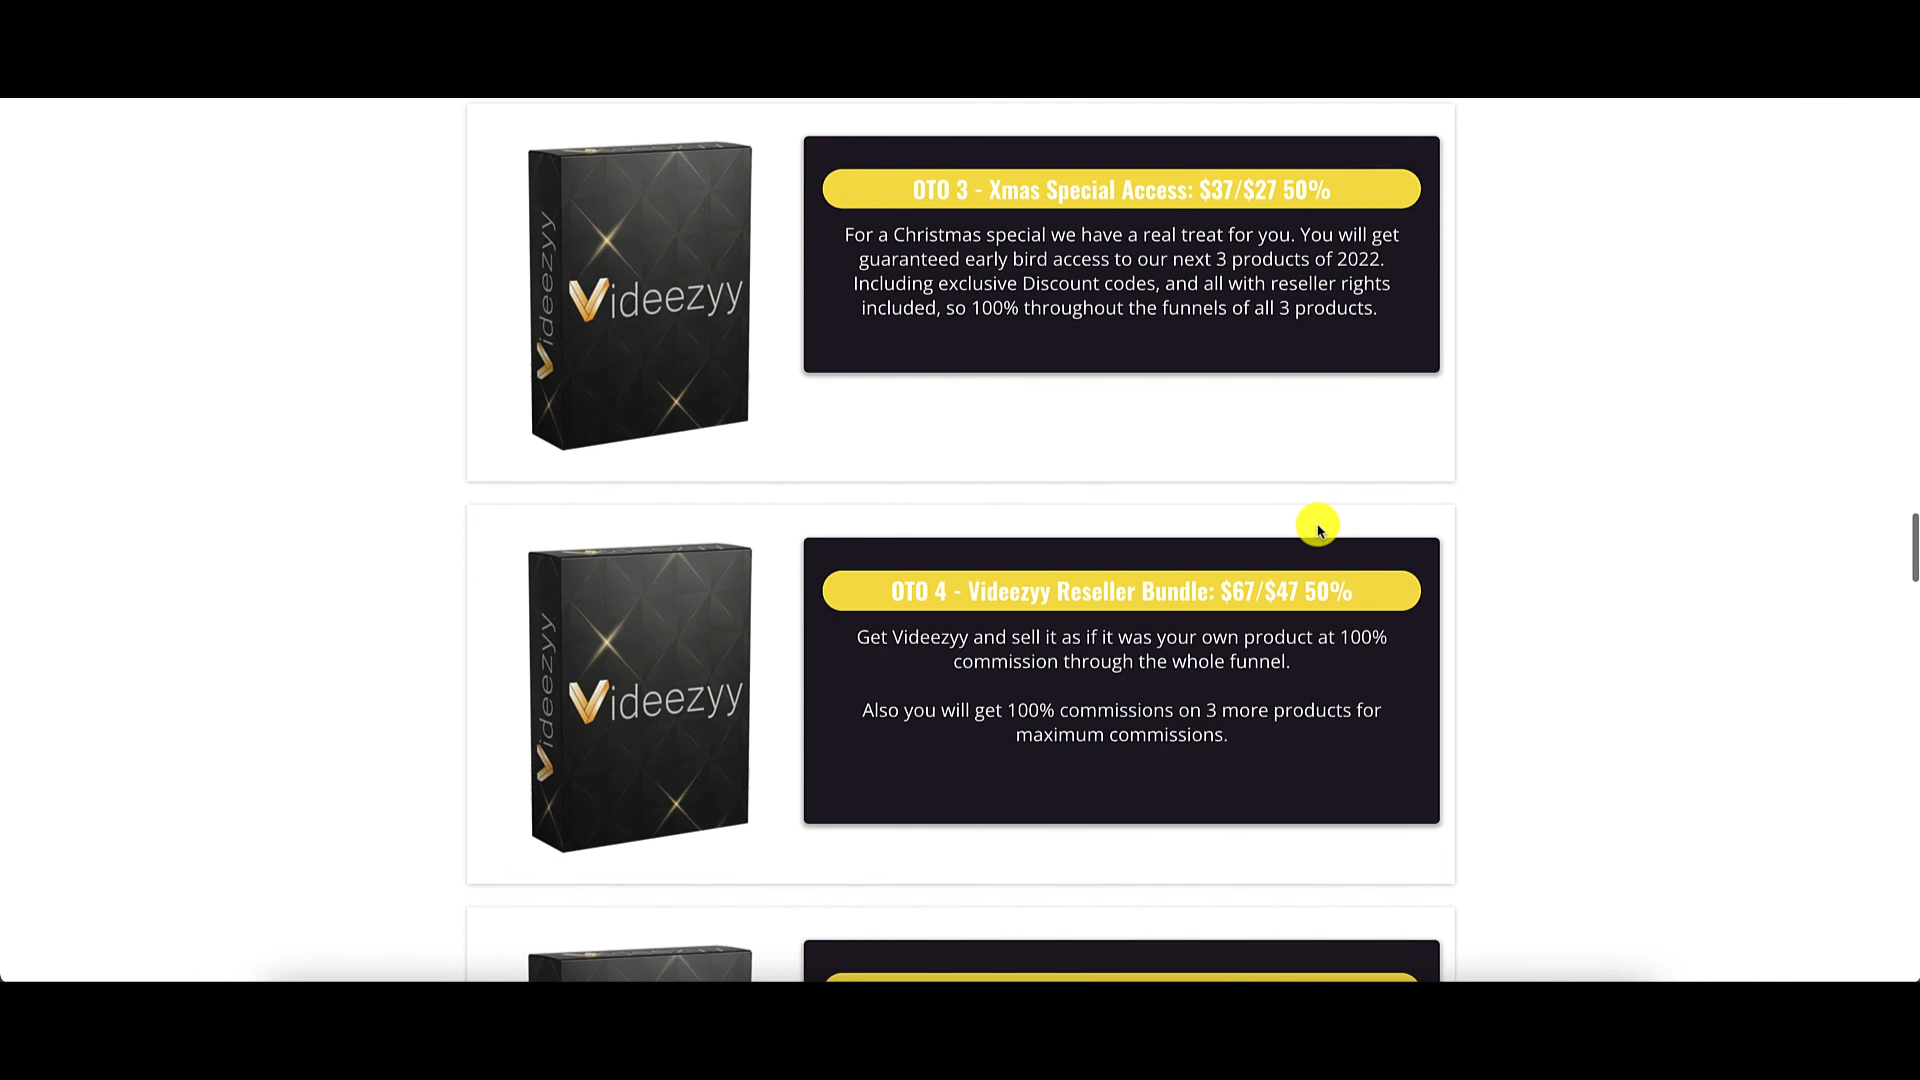 Videezyy
Videezyy
OTO 3 - Xmas Special Access: $37/$27 50%
For a Christmas special we have a real treat for you. You will get
guaranteed early bird access to our next 3 products of 2022.
Including exclusive Discount codes, and all with reseller rights
included, so 100% throughout the funnels of all 3 products.
Videezyy
Videezyy
OTO 4 - Videezyy Reseller Bundle: $67/$47 50%
Get Videezyy and sell it as if it was your own product at 100%
commission through the whole funnel.
Also you will get 100% commissions on 3 more products for
maximum commissions.